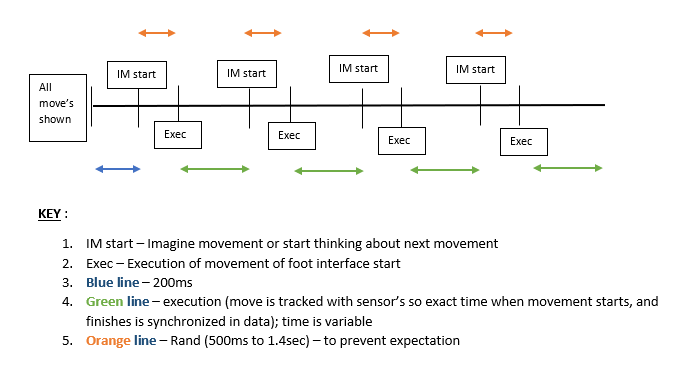 IM start
IM start
IM start
IM start
All
move's
shown
Exec
Exec
Exec
Exec
KEY :
1. IM start – Imagine movement or start thinking about next movement
2. Exec – Execution of movement of foot interface start
3. Blue line – 200ms
4. Green line – execution (move is tracked with sensor's so exact time when movement starts, and
finishes is synchronized in data); time is variable
5. Orange line – Rand (500ms to 1.4sec) – to prevent expectation